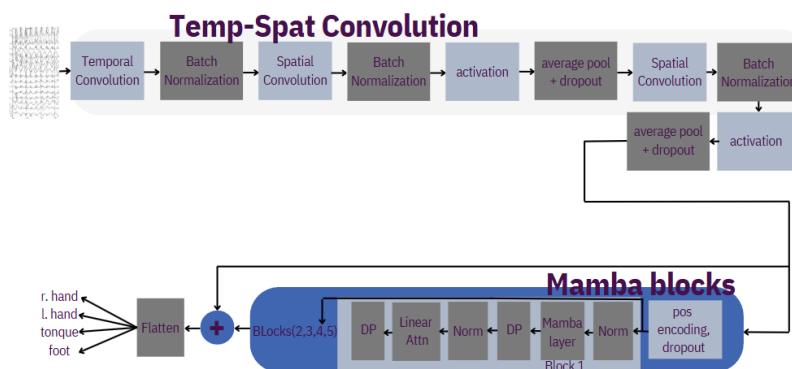 Temp-Spat Convolution
Temporal
Convolution
Batch
Normalization
Spatial
Convolution
Batch
Normalization
activation
average pool
+ dropout
Spatial
Convolution
Batch
Normalization
average pool
+ dropout
activation
Mamba blocks
r. hand
l. hand
tonque
foot
Flatten
+
BLocks(2,3,4,5)
DP
Linear
Attn
Norm
DP
Mamba
layer
Norm
pos
encoding,
dropout
Block 1